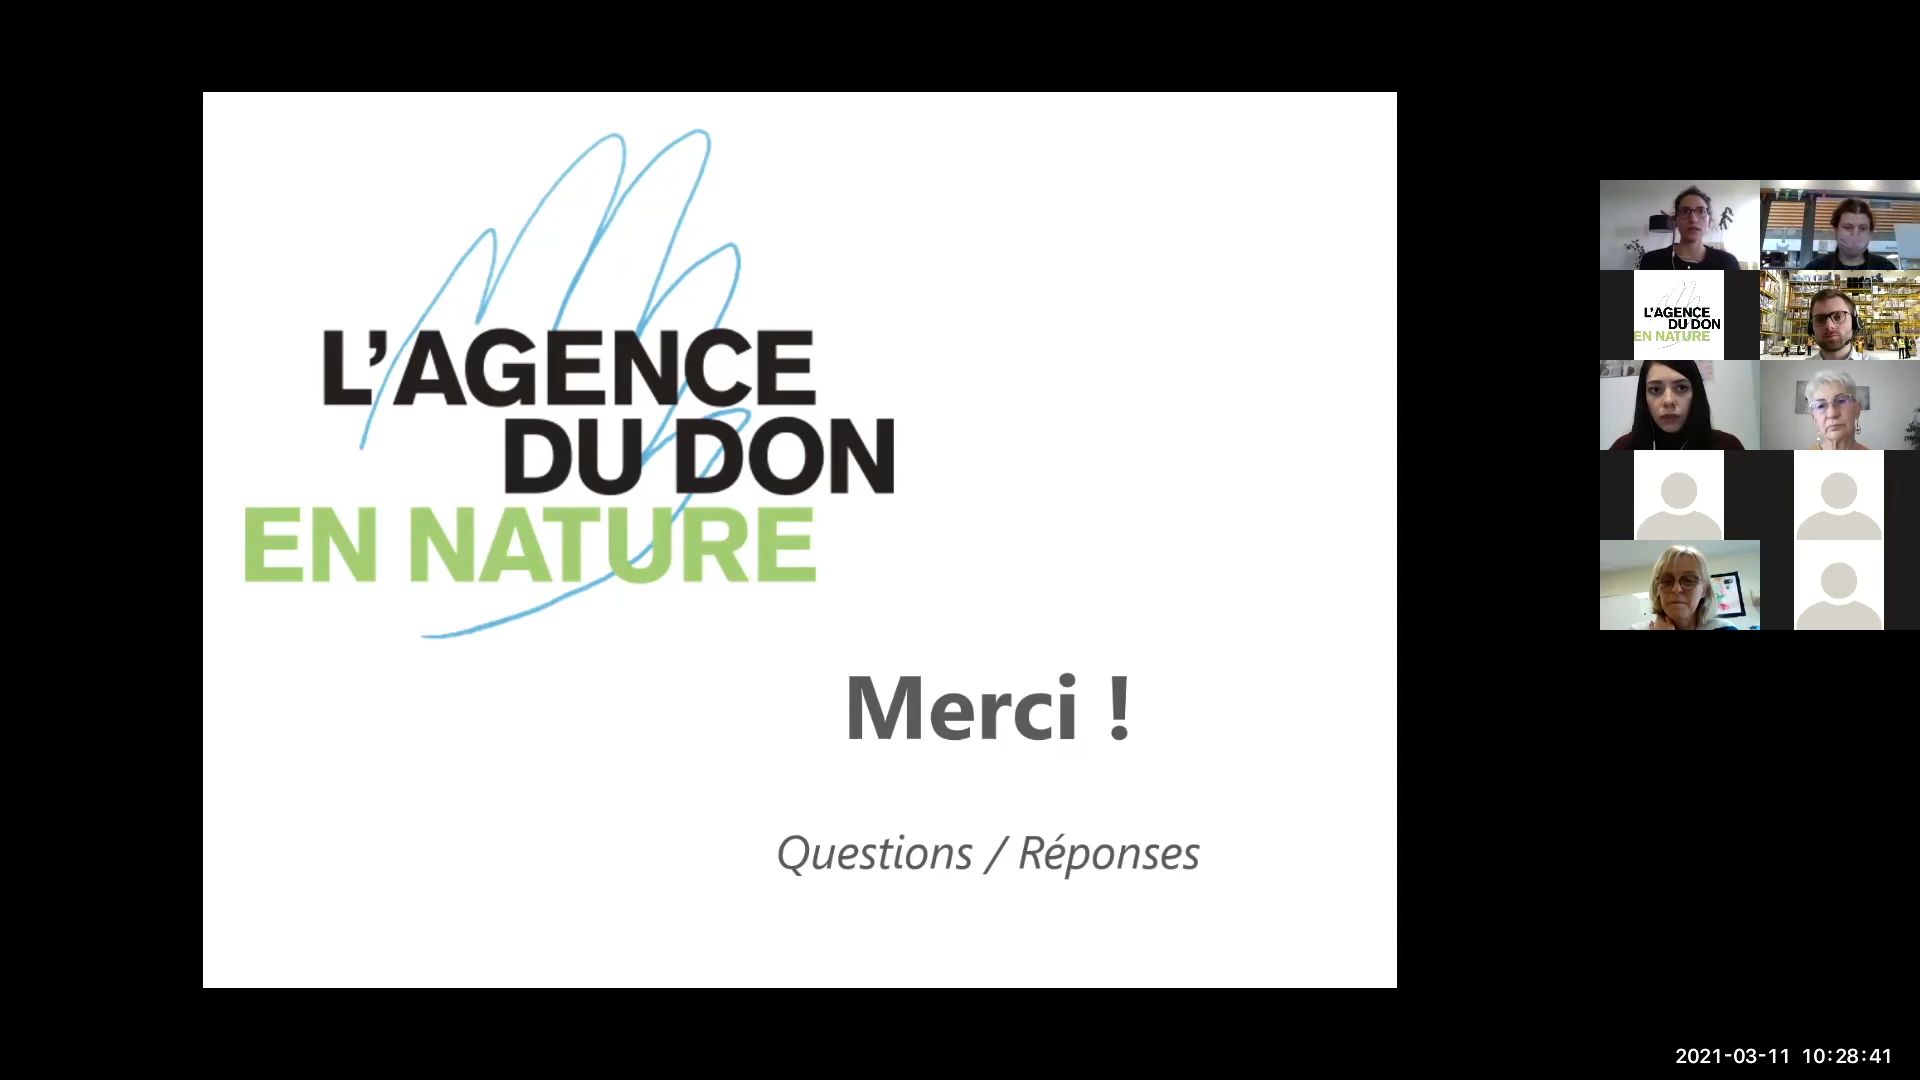 L'AGENCE
DU DON
EN NATURE
Merci !
Questions / Réponses
L'AGENCE
DU DON
EN NATURE
2021-03-11 10:28:41